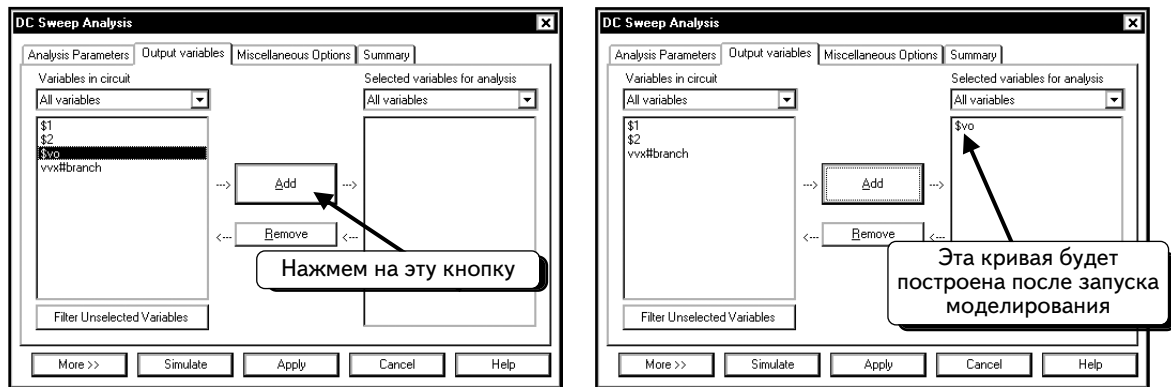 DC Sweep Analysis
Analysis Parameters Output variables Miscellaneous Options Summary
Variables in circuit
Selected variables for analysis
All variables
All variables
$1
$2
$vo
vvx#branch
---> Add --->
<--- Remove <---
Нажмем на эту кнопку
Filter Unselected Variables
More >> Simulate Apply Cancel Help
DC Sweep Analysis
Analysis Parameters Output variables Miscellaneous Options Summary
Variables in circuit
Selected variables for analysis
All variables
All variables
$1
$2
vvx#branch
$vo
---> Add --->
<--- Remove <---
Эта кривая будет
построена после запуска
моделирования
Filter Unselected Variables
More >> Simulate Apply Cancel Help